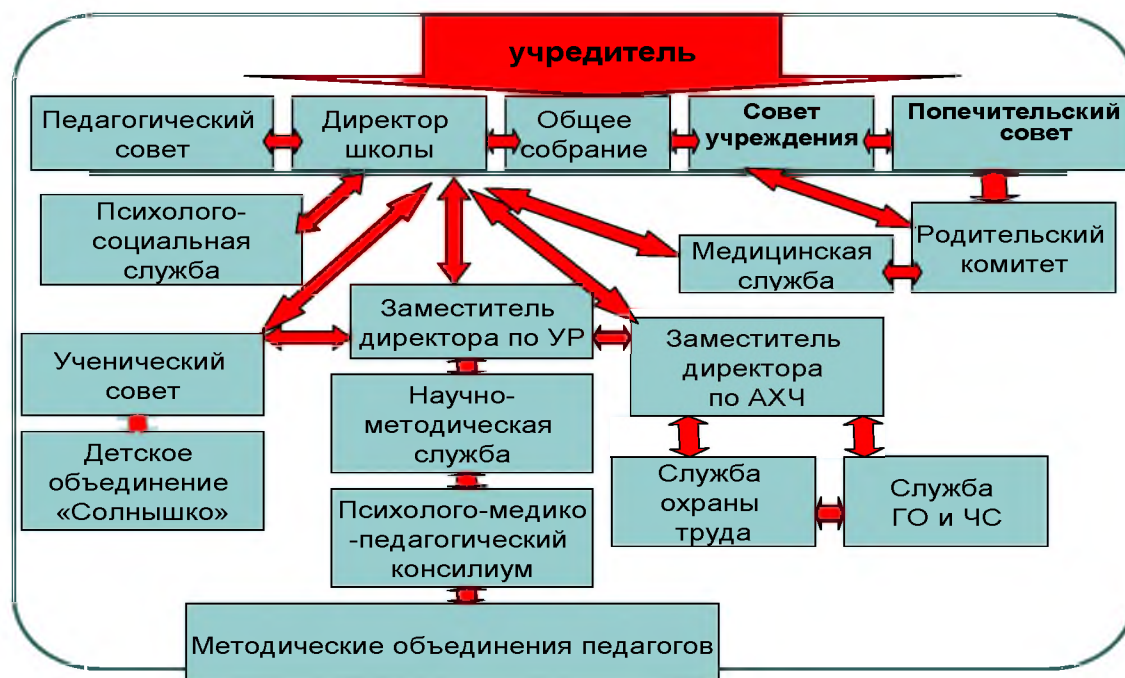 учредитель
Педагогический
совет
Директор
школы
Общее
собрание
Совет
учреждения
Попечительский
совет
Психолого-
социальная
служба
Медицинская
служба
Родительский
комитет
Заместитель
директора по УР
Заместитель
директора
по АХЧ
Ученический
совет
Научно-
методическая
служба
Детское
объединение
«Солнышко»
Служба
охраны
труда
Служба
ГО и ЧС
Психолого-медико
-педагогический
консилиум
Методические объединения педагогов